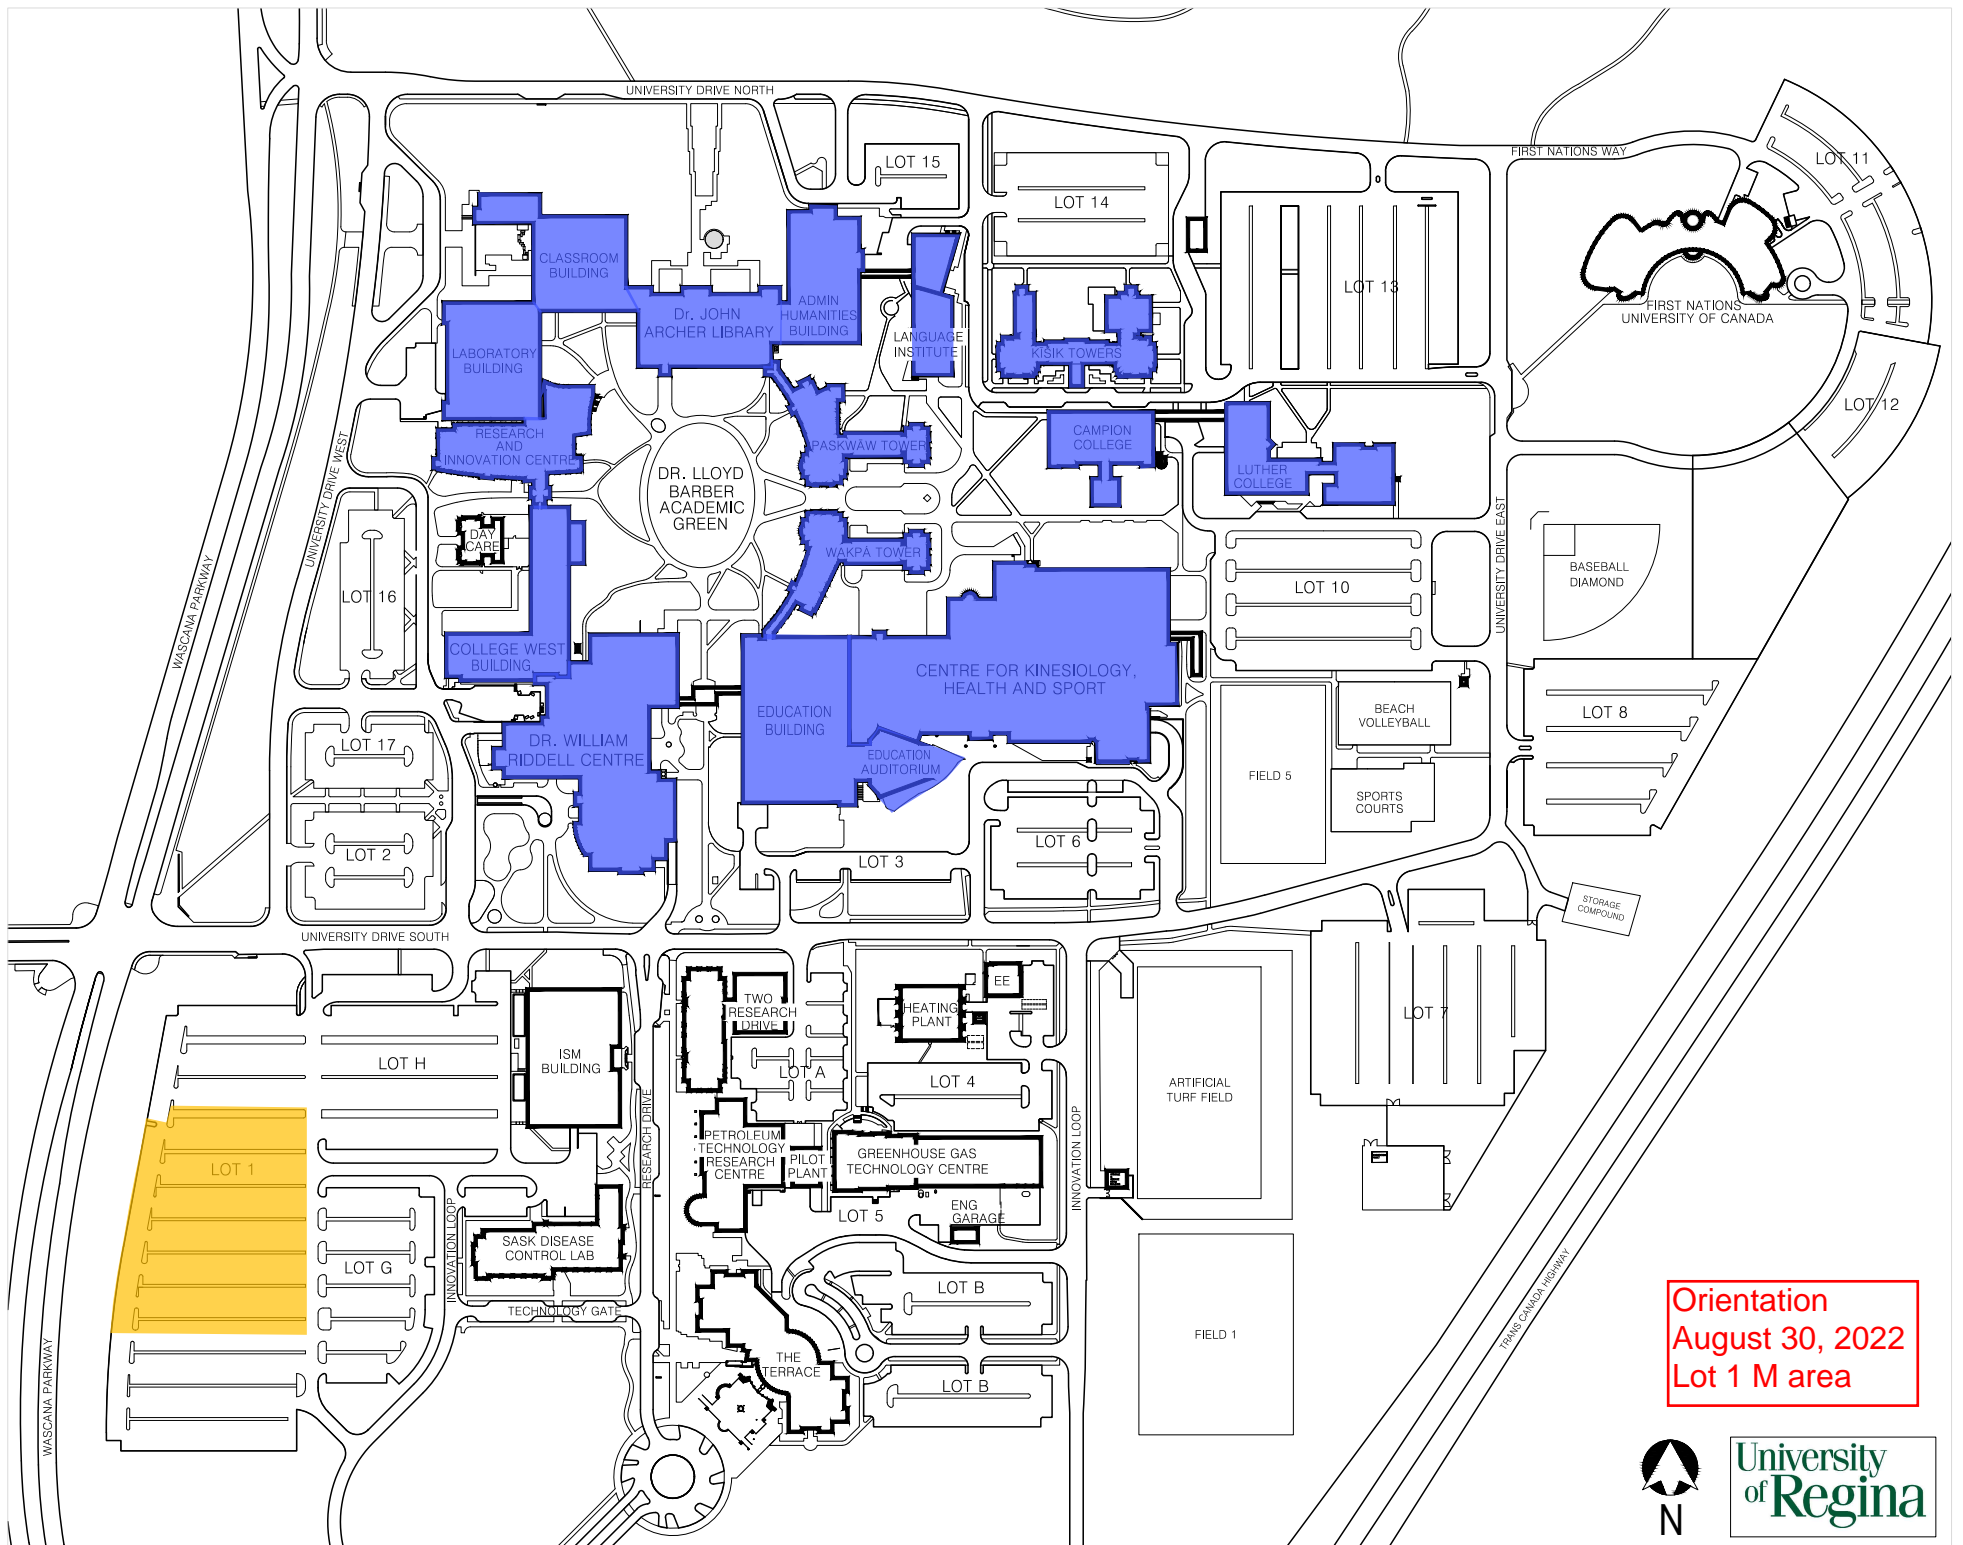 UNIVERSITY DRIVE NORTH
FIRST NATIONS WAY
LOT 15
LOT 11
LOT 14
CLASSROOM
BUILDING
LOT 13
ADMIN
HUMANITIES
BUILDING
Dr. JOHN
ARCHER LIBRARY
FIRST NATIONS
UNIVERSITY OF CANADA
LANGUAGE
INSTITUTE
KĪSIK TOWERS
LABORATORY
BUILDING
LOT 12
RESEARCH
AND
INNOVATION CENTRE
CAMPION
COLLEGE
PASKWĀW TOWER
LUTHER
COLLEGE
DR. LLOYD
BARBER
ACADEMIC
GREEN
UNIVERSITY DRIVE WEST
UNIVERSITY DRIVE EAST
DAY
CARE
WAKPĀ TOWER
BASEBALL
DIAMOND
WASCANA PARKWAY
LOT 16
LOT 10
COLLEGE WEST
BUILDING
CENTRE FOR KINESIOLOGY,
HEALTH AND SPORT
EDUCATION
BUILDING
BEACH
VOLLEYBALL
LOT 8
LOT 17
DR. WILLIAM
RIDDELL CENTRE
EDUCATION
AUDITORIUM
FIELD 5
SPORTS
COURTS
LOT 2
LOT 3
LOT 6
STORAGE
COMPOUND
UNIVERSITY DRIVE SOUTH
TWO
RESEARCH
DRIVE
HEATING
PLANT
EE
LOT 7
LOT H
ISM
BUILDING
LOT A
LOT 4
ARTIFICIAL
TURF FIELD
RESEARCH DRIVE
INNOVATION LOOP
PETROLEUM
TECHNOLOGY
RESEARCH
CENTRE
PILOT
PLANT
GREENHOUSE GAS
TECHNOLOGY CENTRE
LOT 1
LOT 5
ENG
GARAGE
INNOVATION LOOP
SASK DISEASE
CONTROL LAB
LOT G
LOT B
TECHNOLOGY GATE
FIELD 1
TRANS CANADA HIGHWAY
THE
TERRACE
LOT B
WASCANA PARKWAY
Orientation
August 30, 2022
Lot 1 M area
N
University
of Regina